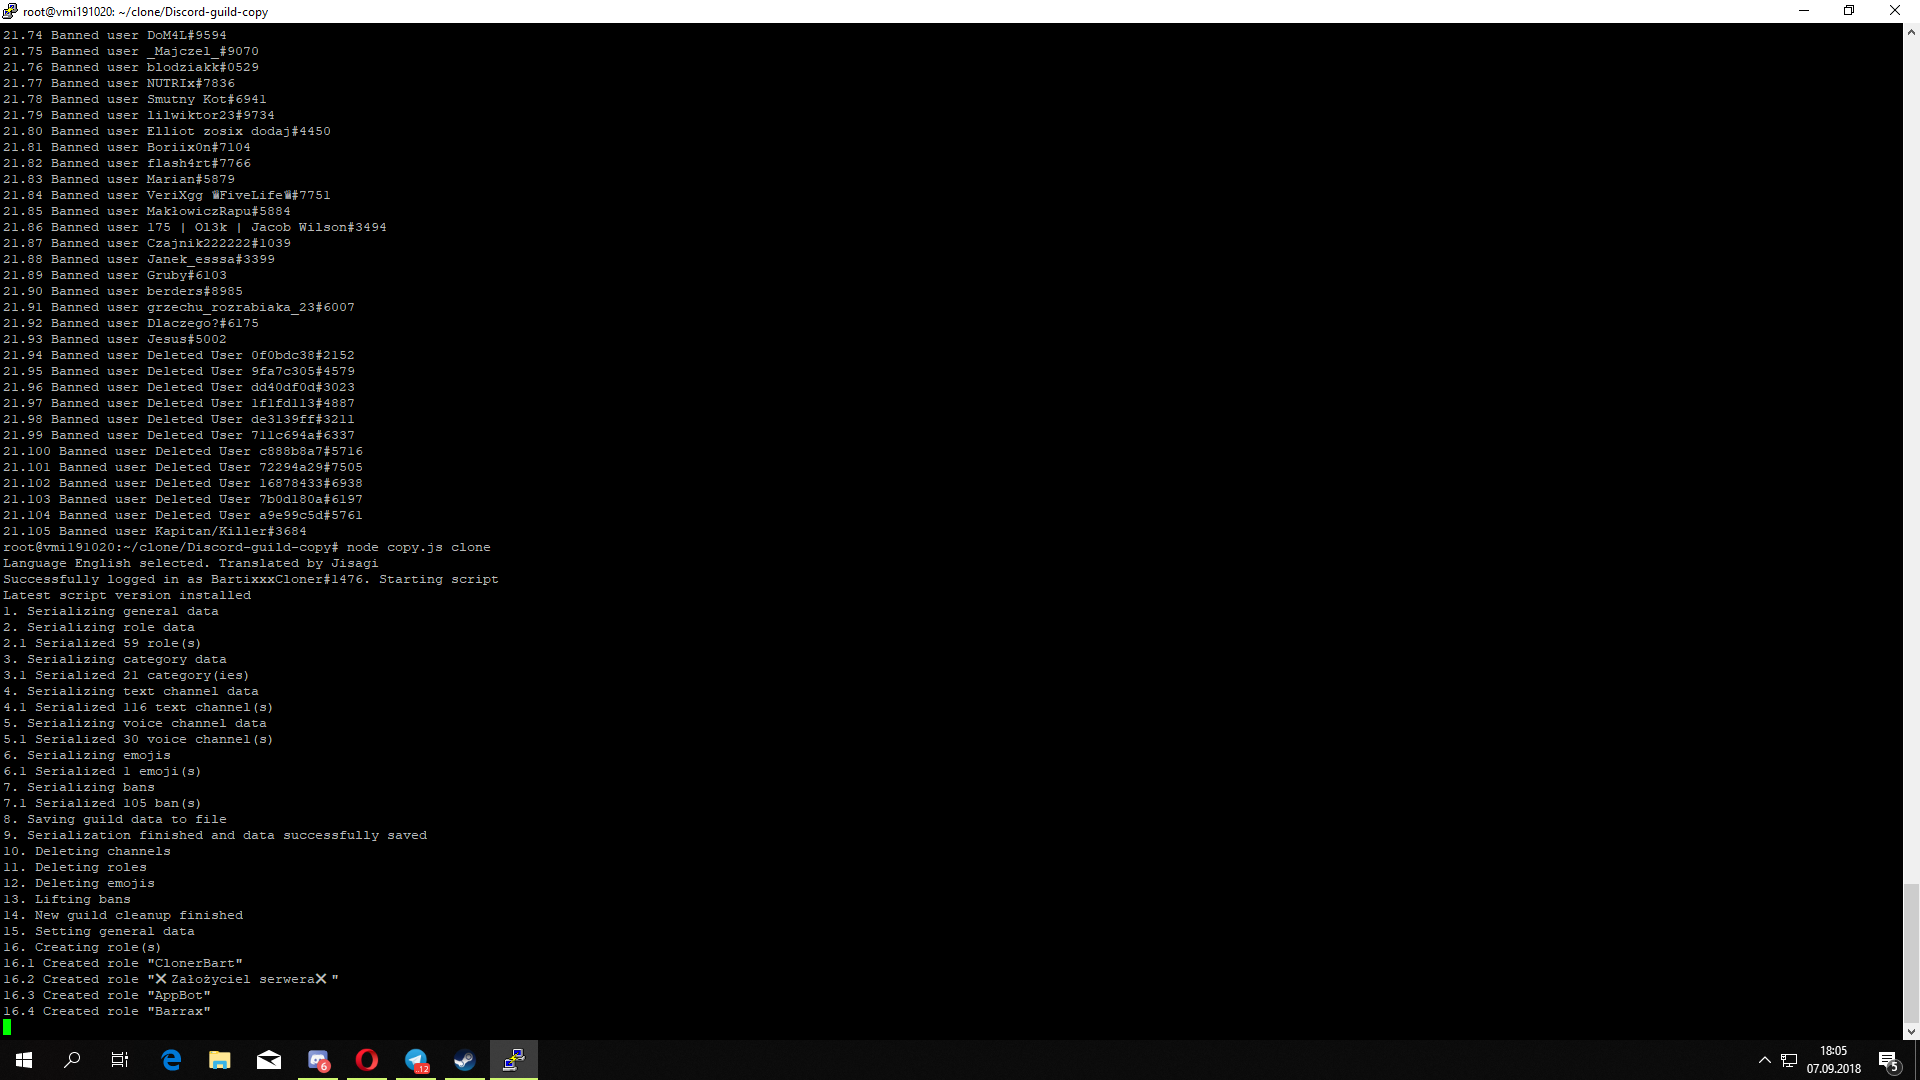 root@vmi191020: ~/clone/Discord-guild-copy
21.74 Banned user DoM4L#9594
21.75 Banned user _Majczel_#9070
21.76 Banned user blodziakk#0529
21.77 Banned user NUTRIx#7836
21.78 Banned user Smutny Kot#6941
21.79 Banned user lilwiktor23#9734
21.80 Banned user Elliot zosix dodaj#4450
21.81 Banned user Boriix0n#7104
21.82 Banned user flash4rt#7766
21.83 Banned user Marian#5879
21.84 Banned user VeriXgg ♛FiveLife♛#7751
21.85 Banned user MakłowiczRapu#5884
21.86 Banned user 175 | Ol3k | Jacob Wilson#3494
21.87 Banned user Czajnik222222#1039
21.88 Banned user Janek_esssa#3399
21.89 Banned user Gruby#6103
21.90 Banned user berders#8985
21.91 Banned user grzechu_rozrabiaka_23#6007
21.92 Banned user Dlaczego?#6175
21.93 Banned user Jesus#5002
21.94 Banned user Deleted User 0f0bdc38#2152
21.95 Banned user Deleted User 9fa7c305#4579
21.96 Banned user Deleted User dd40df0d#3023
21.97 Banned user Deleted User 1f1fd113#4887
21.98 Banned user Deleted User de3139ff#3211
21.99 Banned user Deleted User 711c694a#6337
21.100 Banned user Deleted User c888b8a7#5716
21.101 Banned user Deleted User 72294a29#7505
21.102 Banned user Deleted User 16878433#6938
21.103 Banned user Deleted User 7b0d180a#6197
21.104 Banned user Deleted User a9e99c5d#5761
21.105 Banned user Kapitan/Killer#3684
root@vmi191020:~/clone/Discord-guild-copy# node copy.js clone
Language English selected. Translated by Jisagi
Successfully logged in as BartixxxCloner#1476. Starting script
Latest script version installed
1. Serializing general data
2. Serializing role data
2.1 Serialized 59 role(s)
3. Serializing category data
3.1 Serialized 21 category(ies)
4. Serializing text channel data
4.1 Serialized 116 text channel(s)
5. Serializing voice channel data
5.1 Serialized 30 voice channel(s)
6. Serializing emojis
6.1 Serialized 1 emoji(s)
7. Serializing bans
7.1 Serialized 105 ban(s)
8. Saving guild data to file
9. Serialization finished and data successfully saved
10. Deleting channels
11. Deleting roles
12. Deleting emojis
13. Lifting bans
14. New guild cleanup finished
15. Setting general data
16. Creating role(s)
16.1 Created role "ClonerBart"
16.2 Created role "❌Założyciel serwera❌ "
16.3 Created role "AppBot"
16.4 Created role "Barrax"
6
..12
18:05
07.09.2018
5